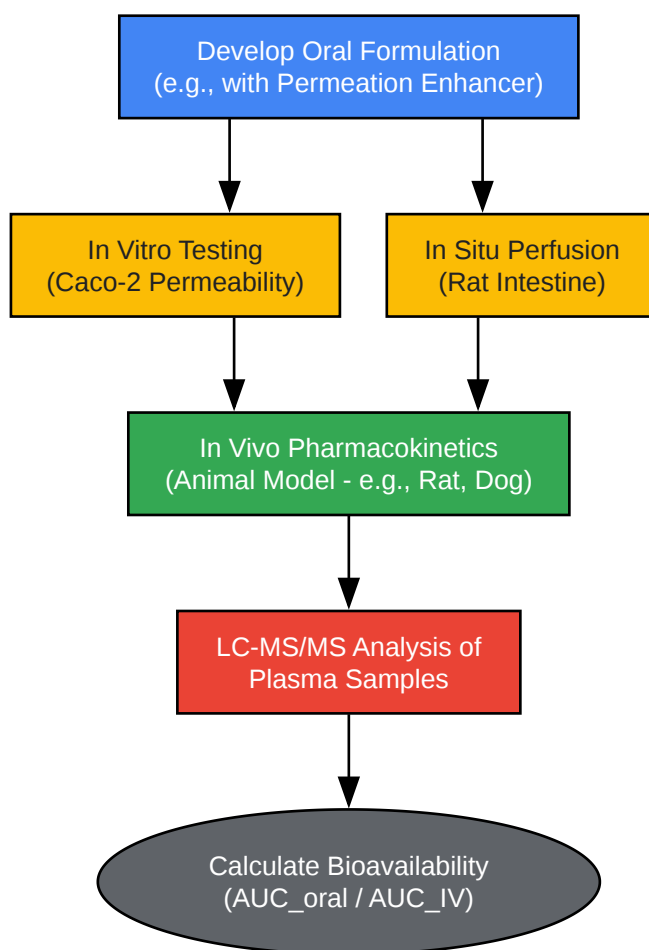 Develop Oral Formulation
(e.g., with Permeation Enhancer)
In Vitro Testing
(Caco-2 Permeability)
In Situ Perfusion
(Rat Intestine)
In Vivo Pharmacokinetics
(Animal Model - e.g., Rat, Dog)
LC-MS/MS Analysis of
Plasma Samples
Calculate Bioavailability
(AUC_oral / AUC_IV)